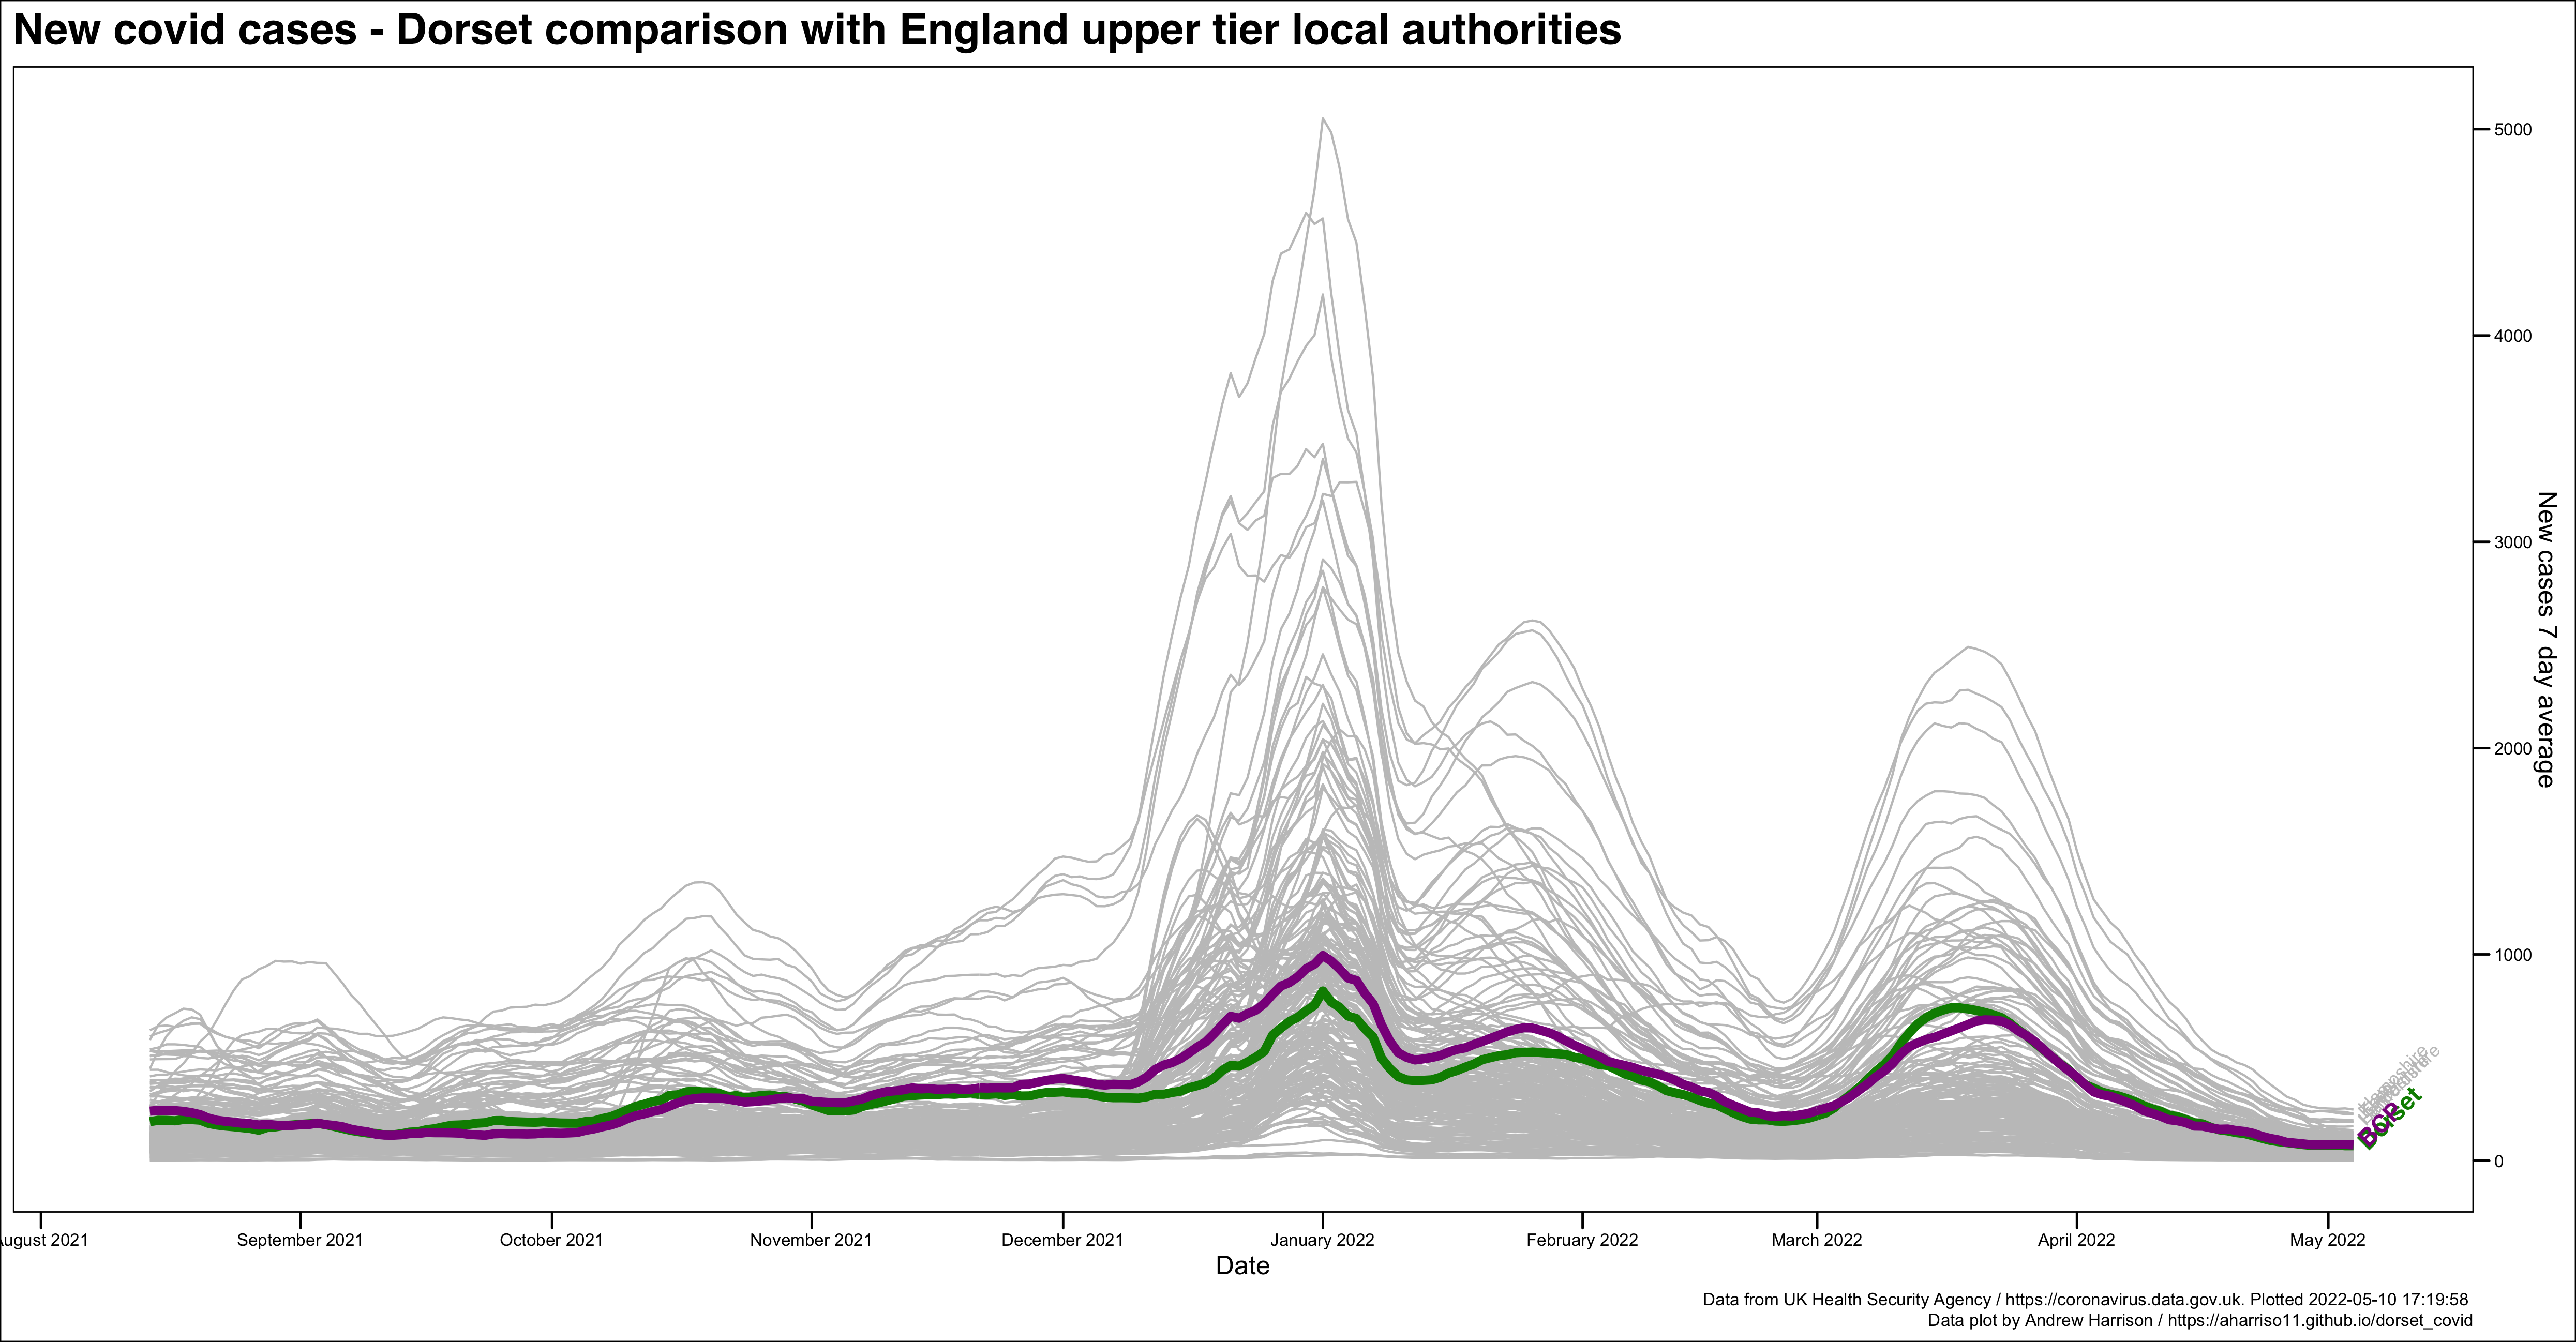 New covid cases - Dorset comparison with England upper tier local authorities
5000
4000
3000
2000
1000
0
New cases 7 day average
BCP
Dorset
August 2021
September 2021
October 2021
November 2021
December 2021
January 2022
February 2022
March 2022
April 2022
May 2022
Date
Data from UK Health Security Agency / https://coronavirus.data.gov.uk. Plotted 2022-05-10 17:19:58
Data plot by Andrew Harrison / https://aharriso11.github.io/dorset_covid